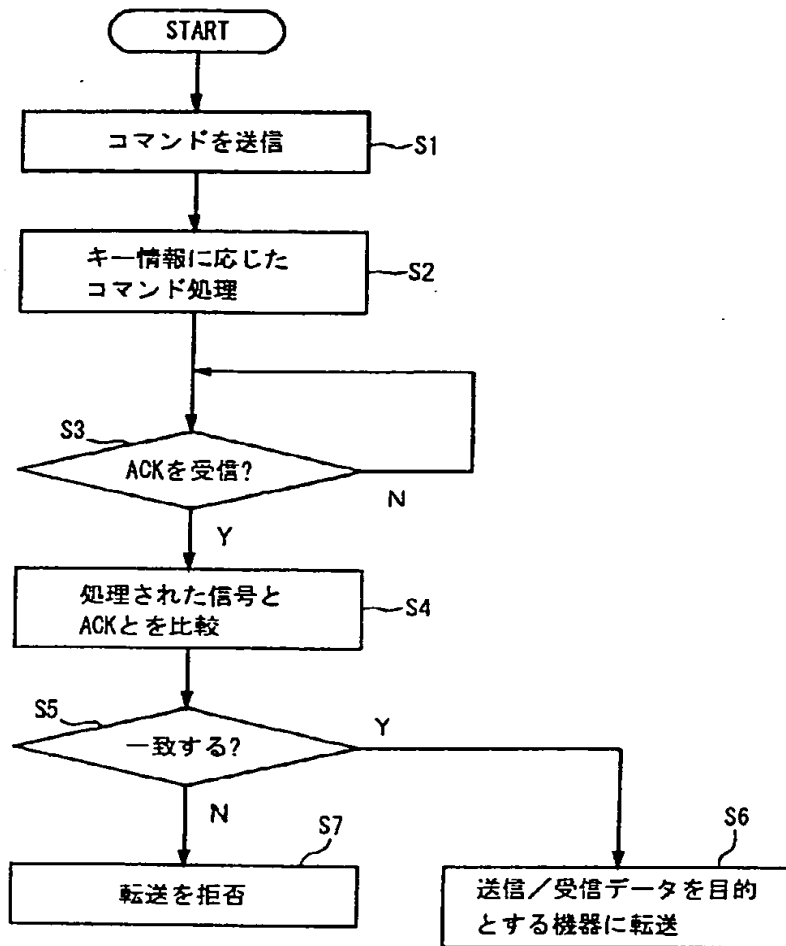 START
コマンドを送信
S1
キー情報に応じた
コマンド処理
S2
S3
ACKを受信?
N
Y
処理された信号と
ACKとを比較
S4
S5
一致する?
Y
N
S7
転送を拒否
S6
送信／受信データを目的
とする機器に転送